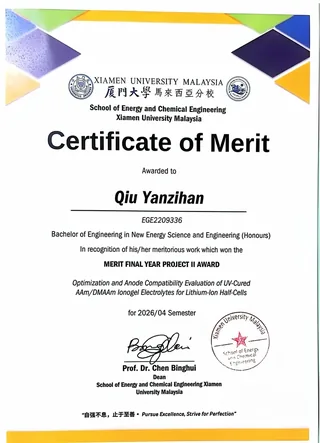 XIAMEN UNIVERSITY MALAYSIA
厦門大學 馬來西亞分校
School of Energy and Chemical Engineering
Xiamen University Malaysia
Certificate of Merit
Awarded to
Qiu Yanzihan
EGE2209336
Bachelor of Engineering in New Energy Science and Engineering (Honours)
In recognition of his/her meritorious work which won the
MERIT FINAL YEAR PROJECT II AWARD
Optimization and Anode Compatibility Evaluation of UV-Cured
AAm/DMAAm Ionogel Electrolytes for Lithium-Ion Half-Cells
for 2026/04 Semester
Prof. Dr. Chen Binghui
Dean
School of Energy and Chemical Engineering Xiamen
University Malaysia
Xiamen University Malaysia
School of Energy
and Chemical
Engineering
"自强不息，止于至善 • Pursue Excellence, Strive for Perfection"